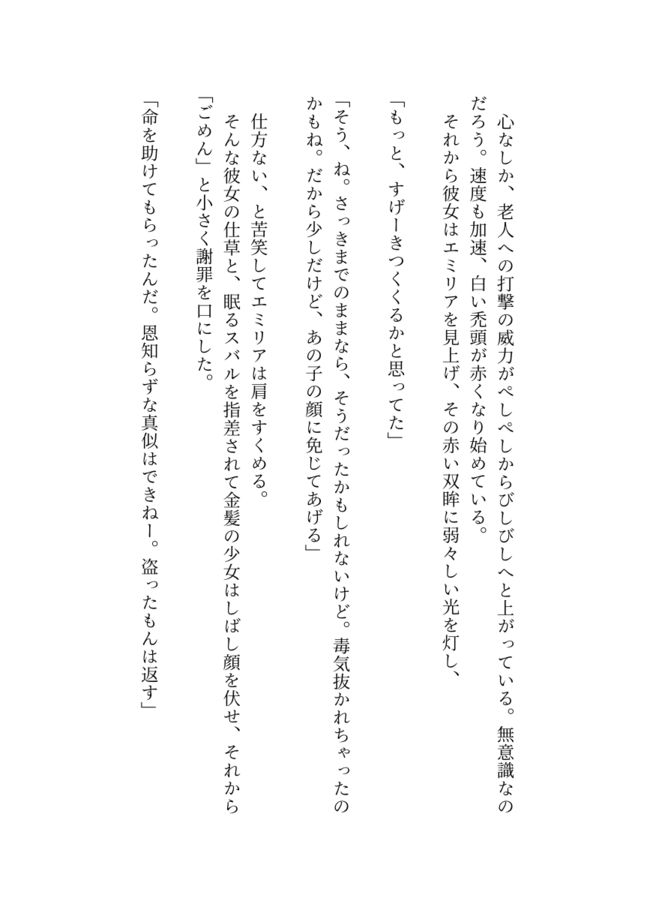 心なしか、老人への打撃の威力がぺしぺしからびしびしへと上がっている。無意識なの
だろう。速度も加速、白い禿頭が赤くなり始めている。
それから彼女はエミリアを見上げ、その赤い双眸に弱々しい光を灯し、
「もっと、すげーきつくくるかと思ってた」
「そう、ね。さっきまでのままなら、そうだったかもしれないけど。毒気抜かれちゃったの
かもね。だから少しだけど、あの子の顔に免じてあげる」
仕方ない、と苦笑してエミリアは肩をすくめる。
そんな彼女の仕草と、眠るスバルを指差されて金髪の少女はしばし顔を伏せ、それから
「ごめん」と小さく謝罪を口にした。
「命を助けてもらったんだ。恩知らずな真似はできねー。盗ったもんは返す」